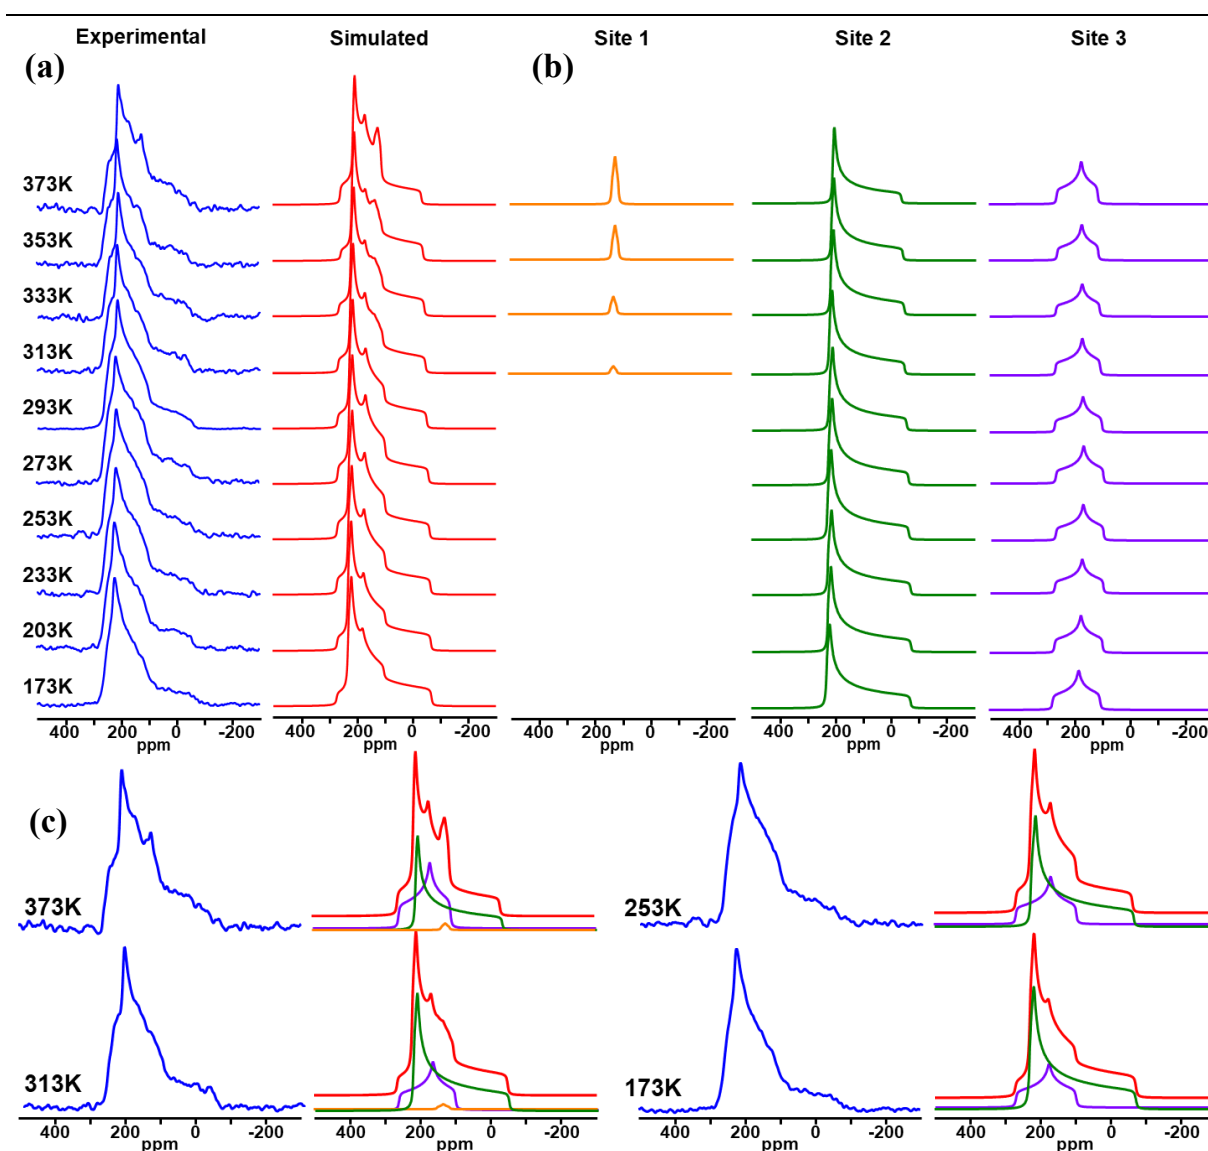 Experimental Simulated Site 1 Site 2 Site 3
(a) (b)
373K
353K
333K
313K
293K
273K
253K
233K
203K
173K
400 200 0 -200 400 200 0 -200 400 200 0 -200 400 200 0 -200 400 200 0 -200
ppm ppm ppm ppm ppm
(c)
373K 253K
313K 173K
400 200 0 -200 400 200 0 -200 400 200 0 -200 400 200 0 -200
ppm ppm ppm ppm